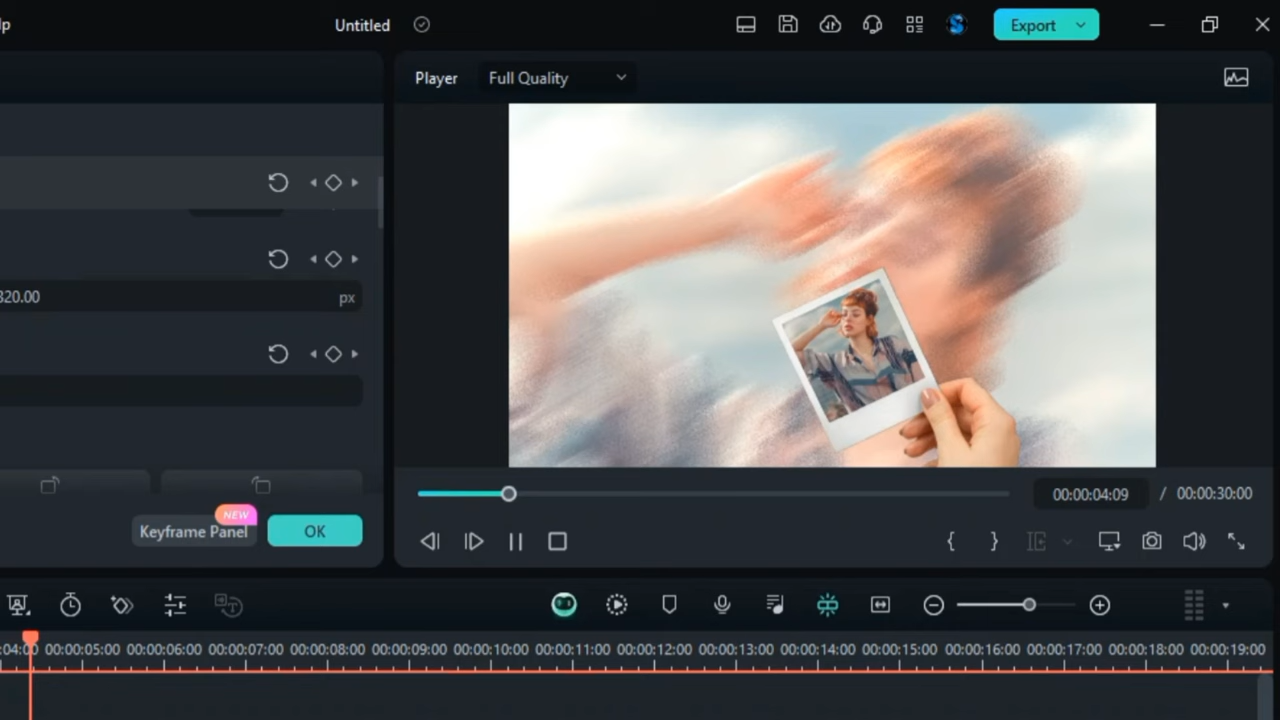 lp
Untitled
Export
Player
Full Quality
320.00
px
NEW
Keyframe Panel
OK
00:00:04:09 / 00:00:30:00
:04:00 00:00:05:00 00:00:06:00 00:00:07:00 00:00:08:00 00:00:09:00 00:00:10:00 00:00:11:00 00:00:12:00 00:00:13:00 00:00:14:00 00:00:15:00 00:00:16:00 00:00:17:00 00:00:18:00 00:00:19:00